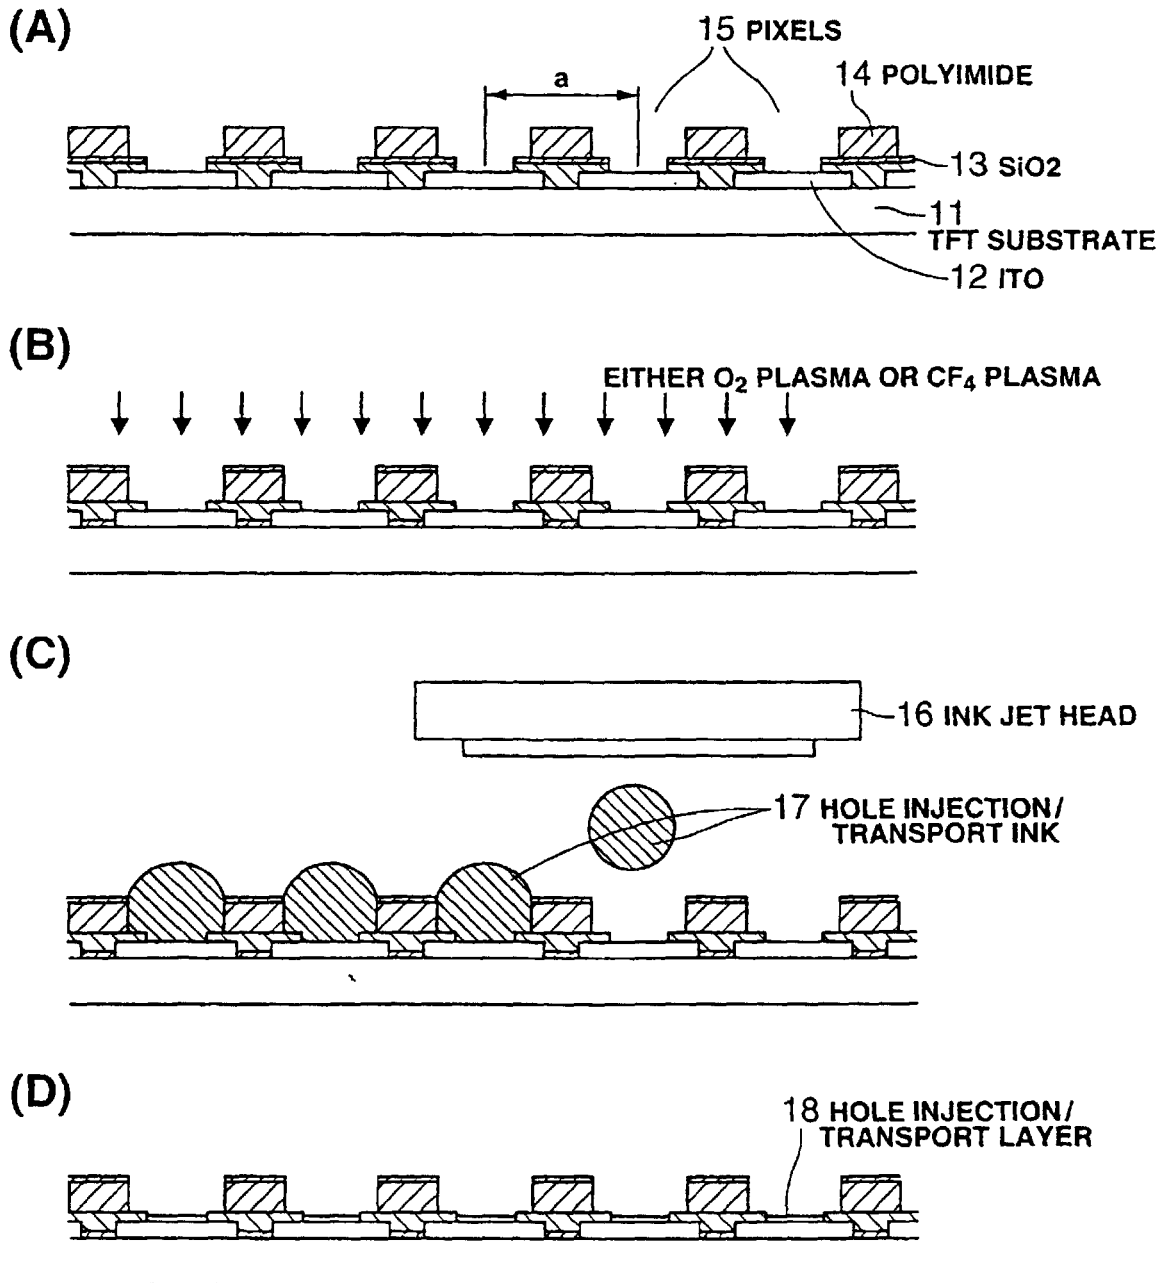 (A)
15 PIXELS
a
14 POLYIMIDE
13 SiO2
11
TFT SUBSTRATE
12 ITO
(B)
EITHER O₂ PLASMA OR CF₄ PLASMA
(C)
16 INK JET HEAD
17 HOLE INJECTION/
TRANSPORT INK
(D)
18 HOLE INJECTION/
TRANSPORT LAYER